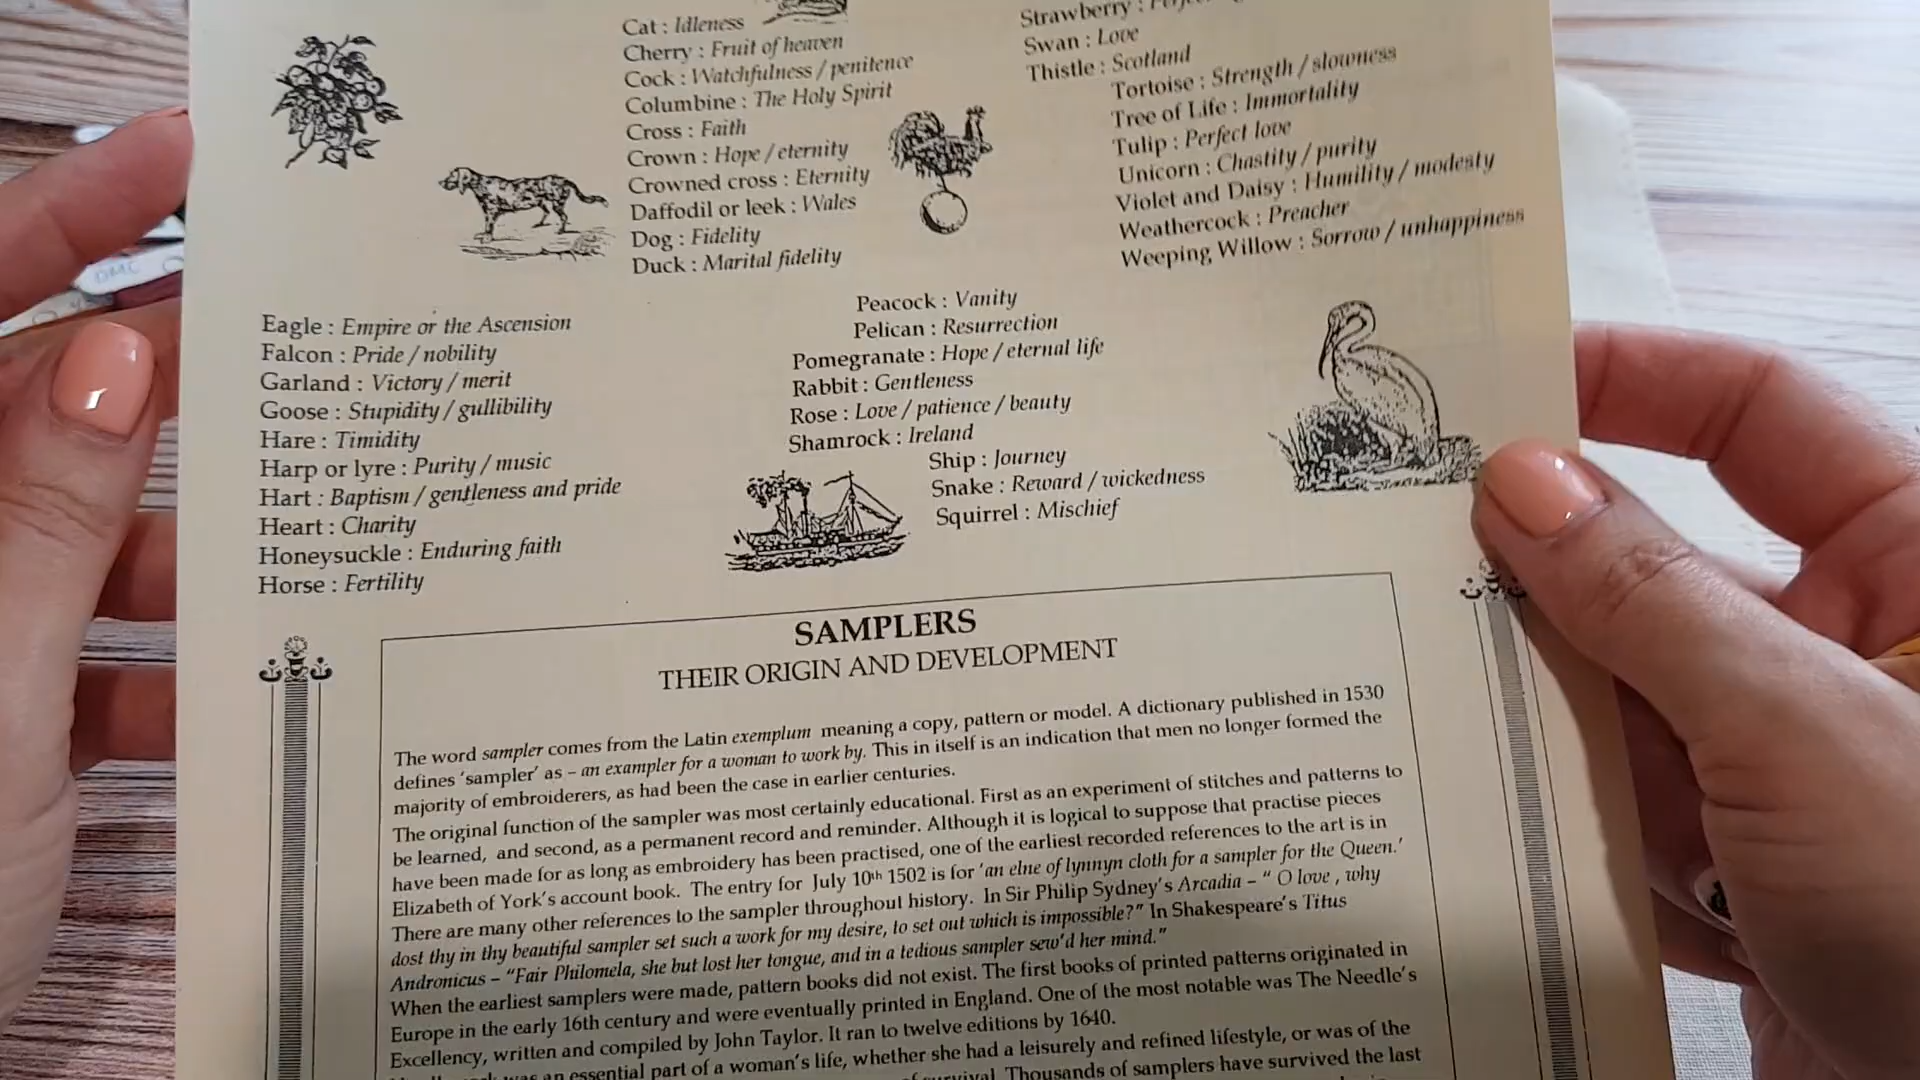 Cat : Idleness
Cherry : Fruit of heaven
Cock : Watchfulness / penitence
Columbine : The Holy Spirit
Cross : Faith
Crown : Hope / eternity
Crowned cross : Eternity
Daffodil or leek : Wales
Dog : Fidelity
Duck : Marital fidelity
Strawberry :
Swan : Love
Thistle : Scotland
Tortoise : Strength / slowness
Tree of Life : Immortality
Tulip : Perfect love
Unicorn : Chastity / purity
Violet and Daisy : Humility / modesty
Weathercock : Preacher
Weeping Willow : Sorrow / unhappiness
Eagle : Empire or the Ascension
Falcon : Pride / nobility
Garland : Victory / merit
Goose : Stupidity / gullibility
Hare : Timidity
Harp or lyre : Purity / music
Hart : Baptism / gentleness and pride
Heart : Charity
Honeysuckle : Enduring faith
Horse : Fertility
Peacock : Vanity
Pelican : Resurrection
Pomegranate : Hope / eternal life
Rabbit : Gentleness
Rose : Love / patience / beauty
Shamrock : Ireland
Ship : Journey
Snake : Reward / wickedness
Squirrel : Mischief
SAMPLERS
THEIR ORIGIN AND DEVELOPMENT
The word sampler comes from the Latin exemplum meaning a copy, pattern or model. A dictionary published in 1530
defines 'sampler' as – an exampler for a woman to work by. This in itself is an indication that men no longer formed the
majority of embroiderers, as had been the case in earlier centuries.
The original function of the sampler was most certainly educational. First as an experiment of stitches and patterns to
be learned, and second, as a permanent record and reminder. Although it is logical to suppose that practise pieces
have been made for as long as embroidery has been practised, one of the earliest recorded references to the art is in
Elizabeth of York's account book. The entry for July 10th 1502 is for 'an elne of lynnyn cloth for a sampler for the Queen.'
There are many other references to the sampler throughout history. In Sir Philip Sydney's Arcadia – " O love , why
dost thy in thy beautiful sampler set such a work for my desire, to set out which is impossible?" In Shakespeare's Titus
Andronicus – "Fair Philomela, she but lost her tongue, and in a tedious sampler sew'd her mind."
When the earliest samplers were made, pattern books did not exist. The first books of printed patterns originated in
Europe in the early 16th century and were eventually printed in England. One of the most notable was The Needle's
Excellency, written and compiled by John Taylor. It ran to twelve editions by 1640.
was an essential part of a woman's life, whether she had a leisurely and refined lifestyle, or was of the
survival. Thousands of samplers have survived the last
DMC